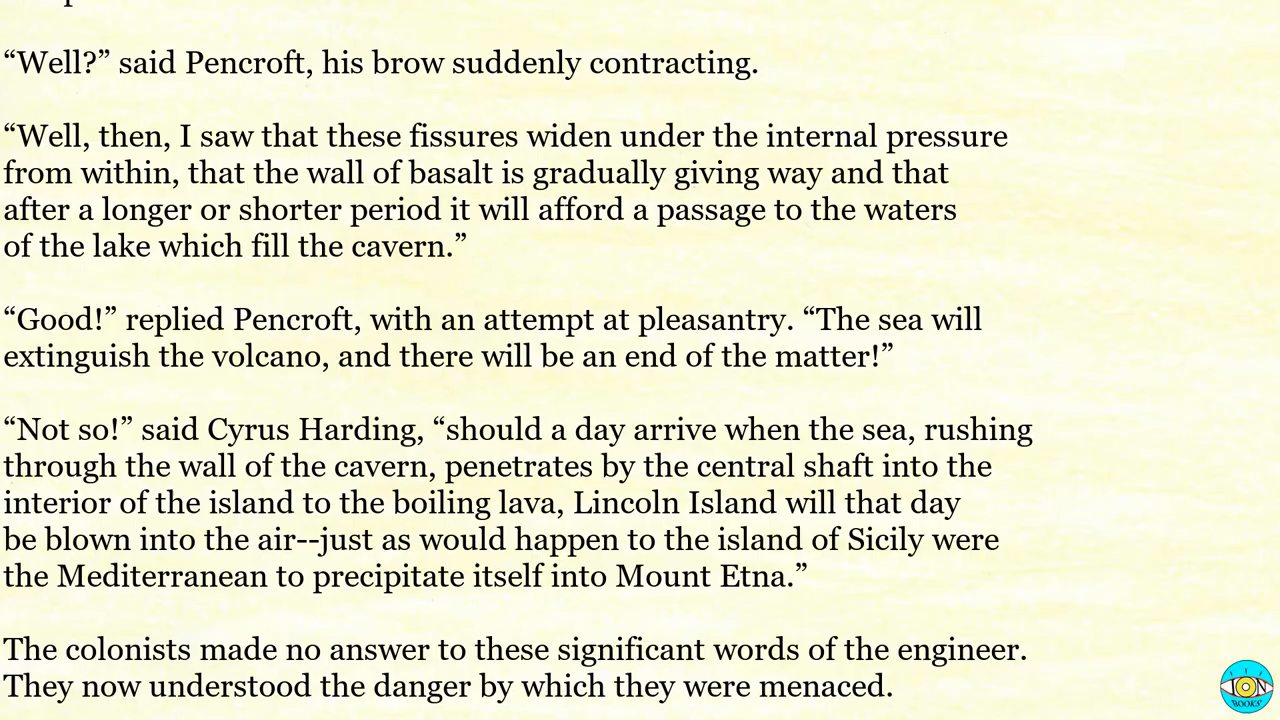 “Well?” said Pencroft, his brow suddenly contracting.
“Well, then, I saw that these fissures widen under the internal pressure
from within, that the wall of basalt is gradually giving way and that
after a longer or shorter period it will afford a passage to the waters
of the lake which fill the cavern.”
“Good!” replied Pencroft, with an attempt at pleasantry. “The sea will
extinguish the volcano, and there will be an end of the matter!”
“Not so!” said Cyrus Harding, “should a day arrive when the sea, rushing
through the wall of the cavern, penetrates by the central shaft into the
interior of the island to the boiling lava, Lincoln Island will that day
be blown into the air--just as would happen to the island of Sicily were
the Mediterranean to precipitate itself into Mount Etna.”
The colonists made no answer to these significant words of the engineer.
They now understood the danger by which they were menaced.
ION
BOOKS